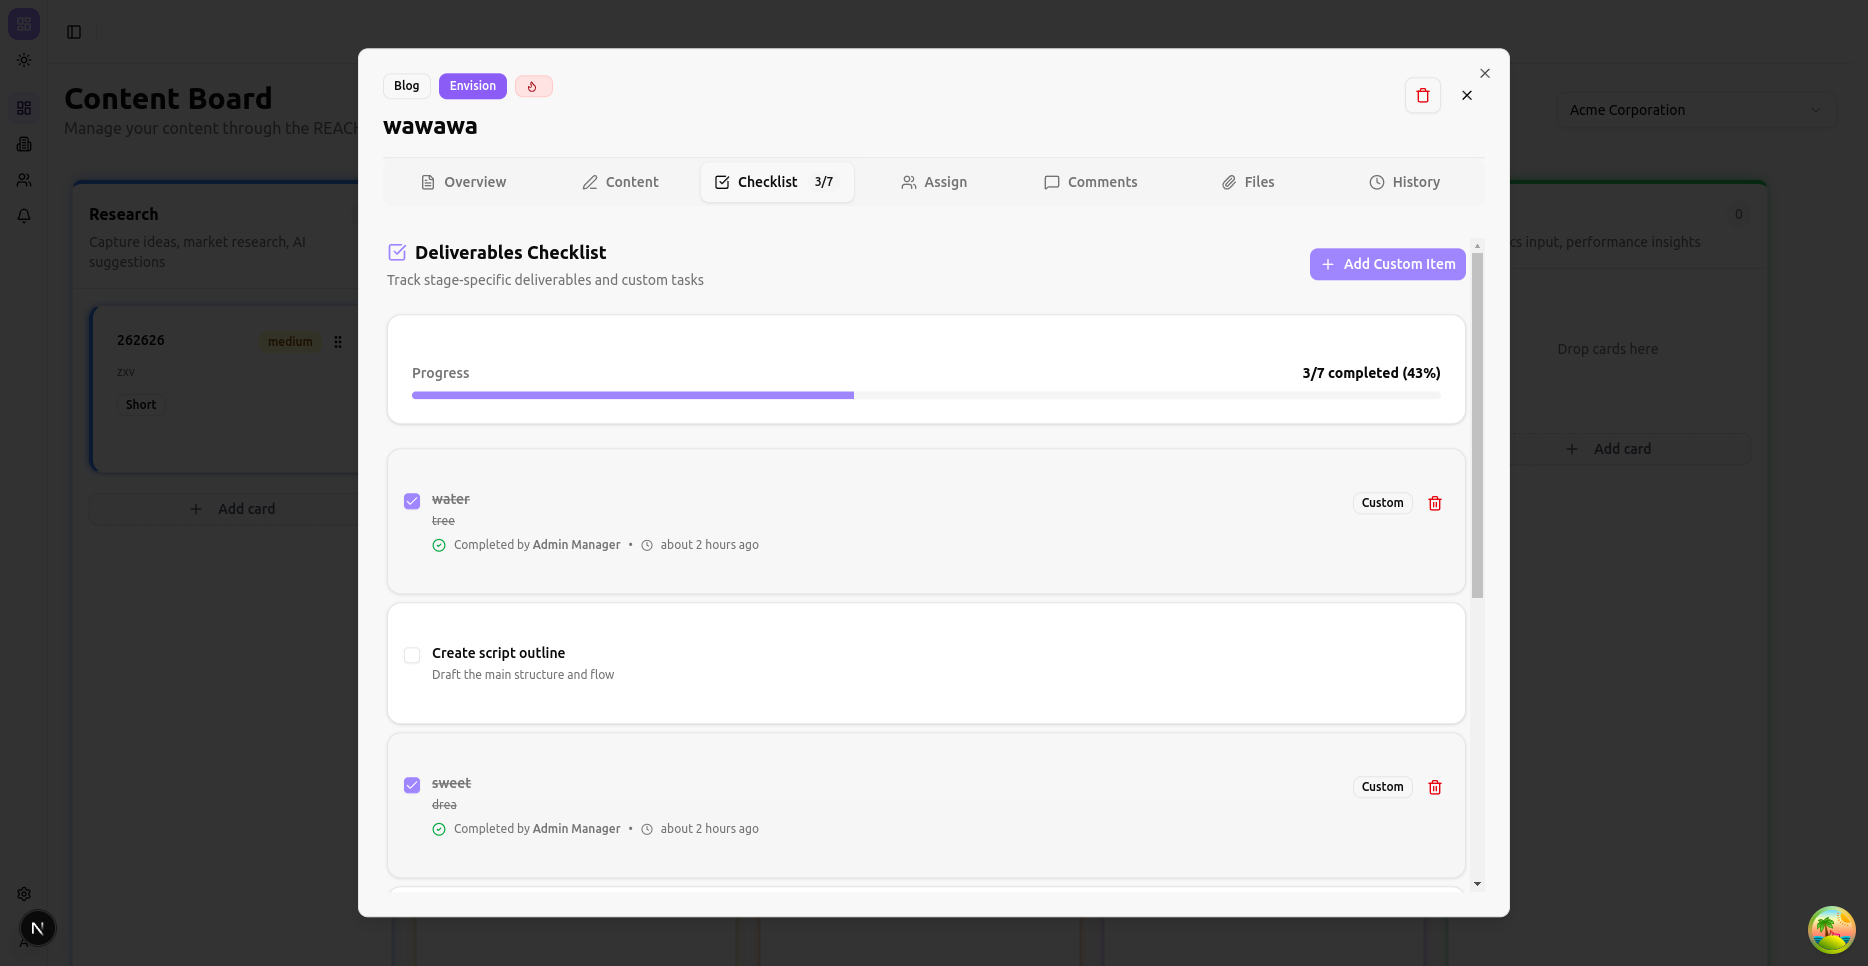 Content Board
Manage your content through the REACH
Acme Corporation
Research
Capture ideas, market research, AI
suggestions
262626
medium
zxv
Short
Add card
Blog
Envision
wawawa
Overview
Content
Checklist 3/7
Assign
Comments
Files
History
Deliverables Checklist
Track stage-specific deliverables and custom tasks
Add Custom Item
Progress
3/7 completed (43%)
water
tree
Completed by Admin Manager • about 2 hours ago
Custom
Create script outline
Draft the main structure and flow
sweet
drea
Completed by Admin Manager • about 2 hours ago
Custom
0
input, performance insights
Drop cards here
Add card
N